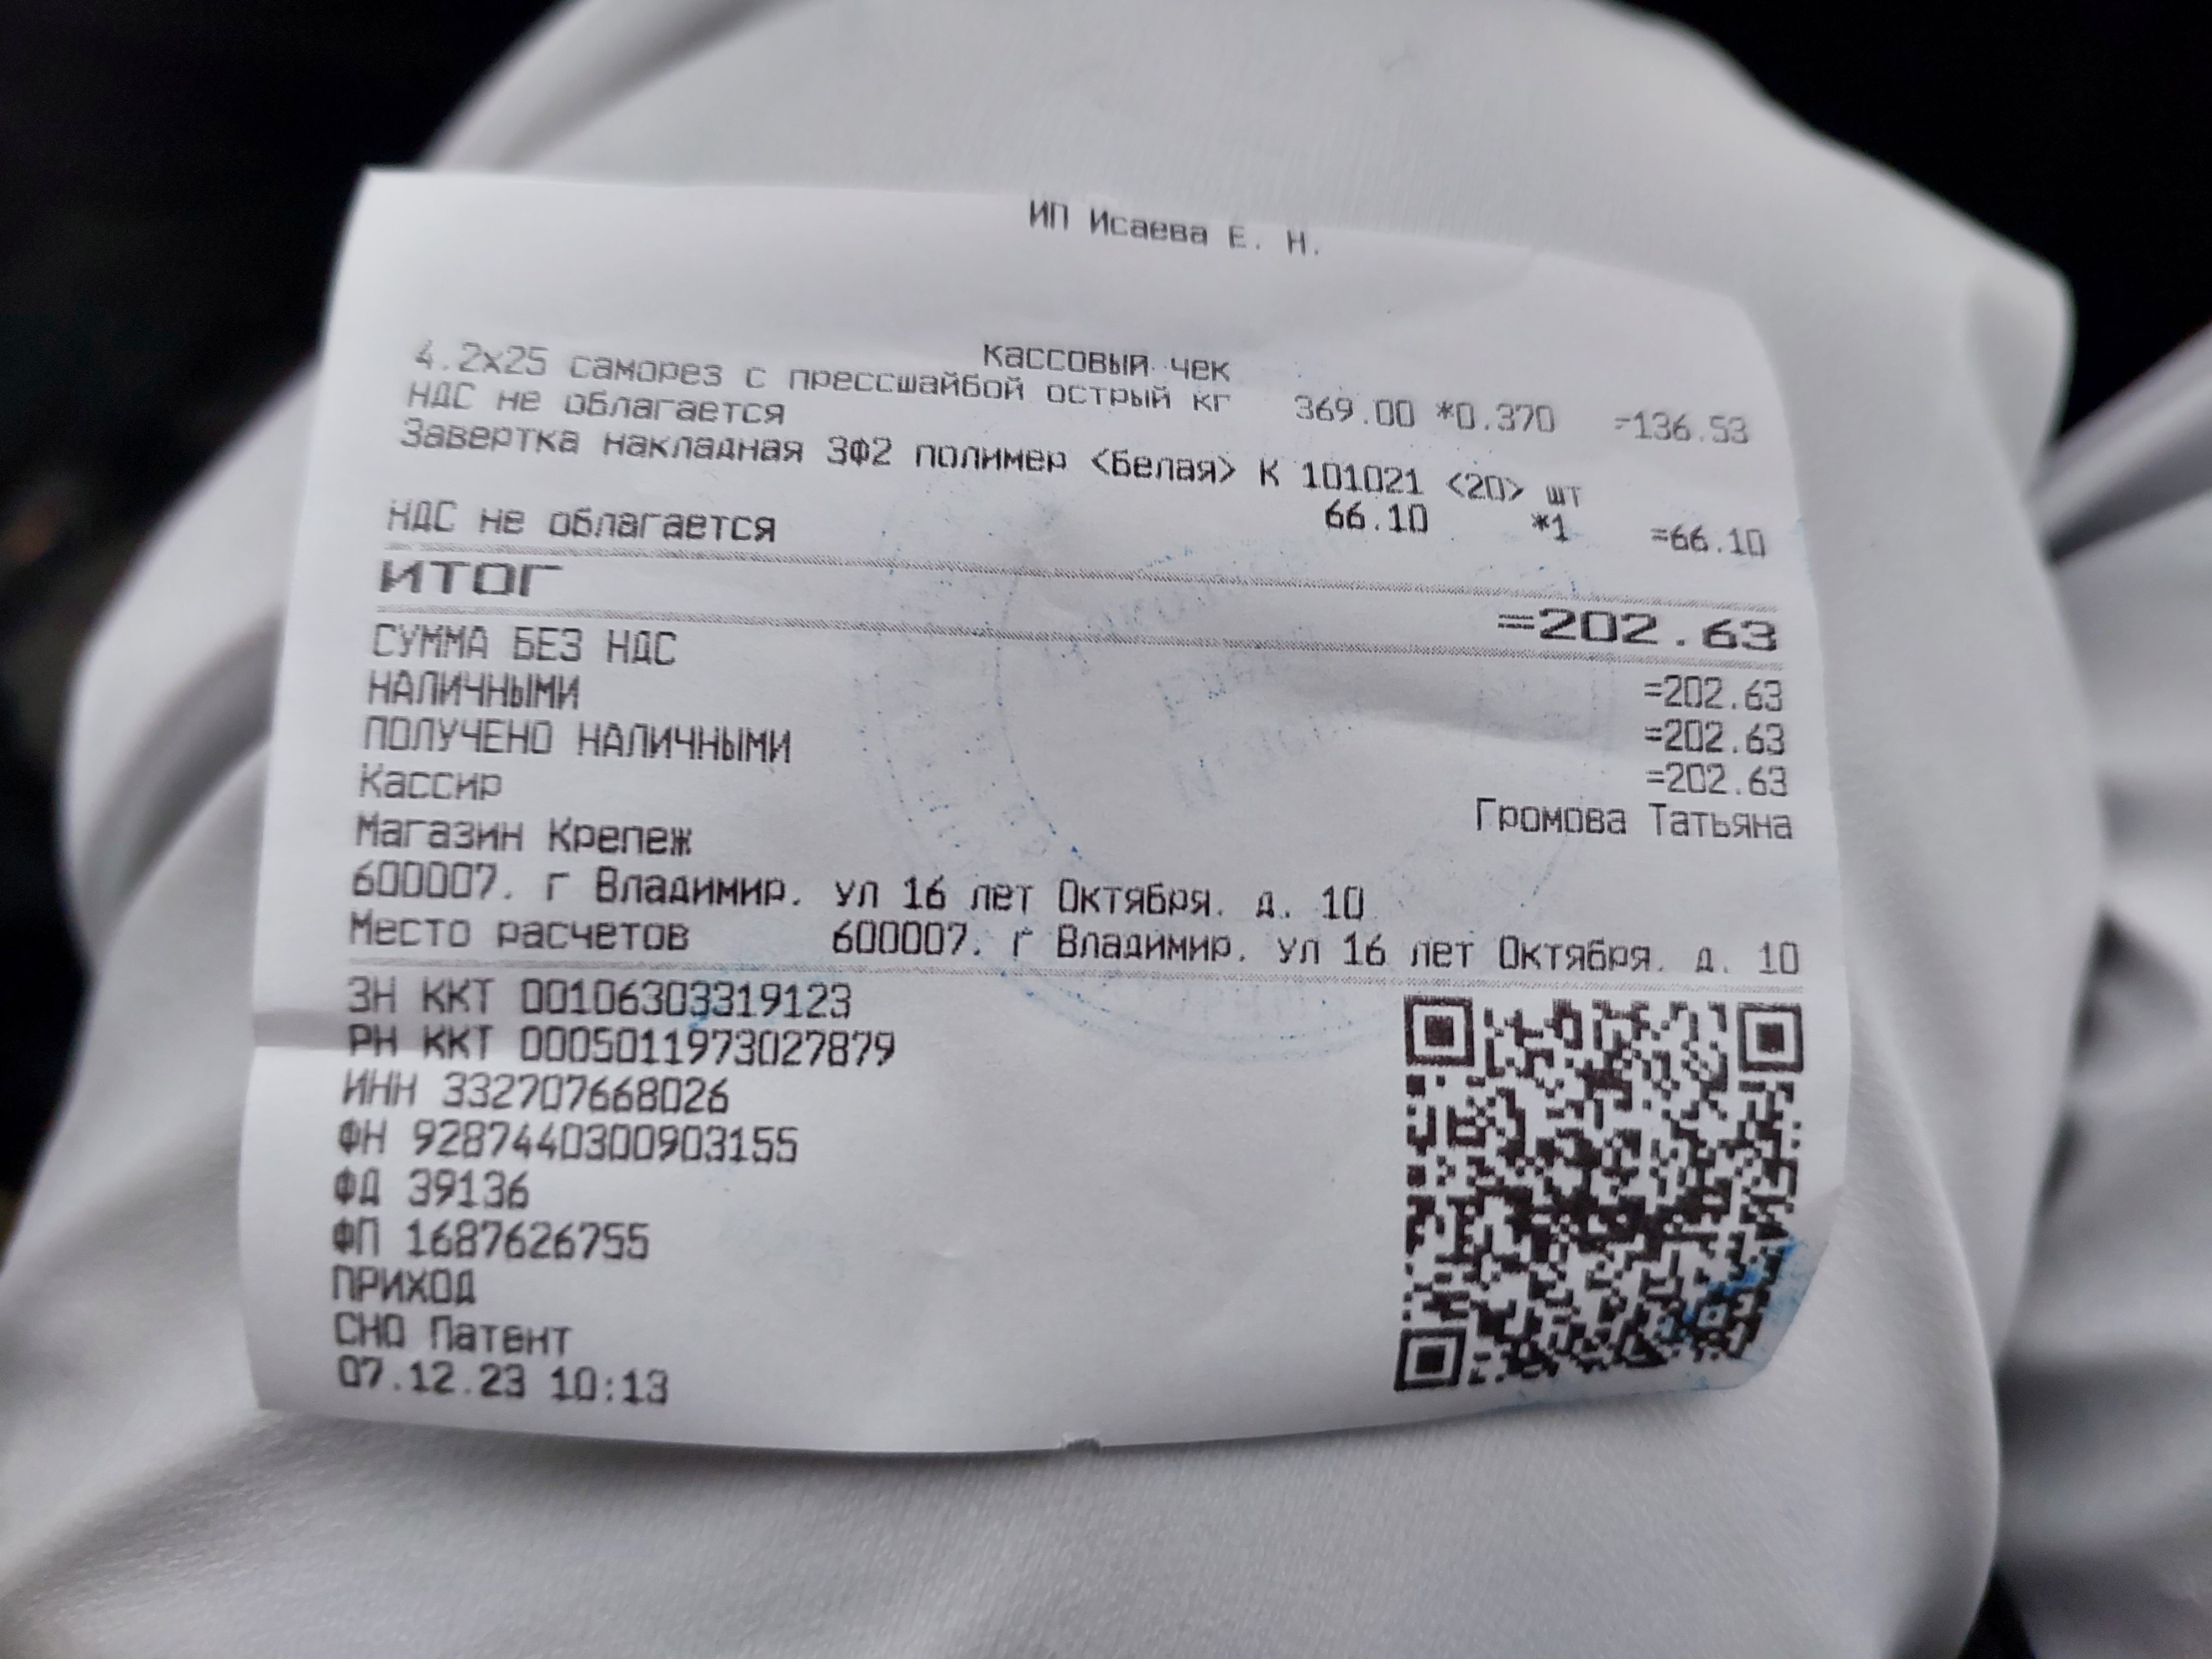 ИП Исаева Е. Н.
кассовый чек
4.2х25 саморез с прессшайбой острый кг 369.00 *0.370 =136.53
НДС не облагается
Завертка накладная ЗФ2 полимер <белая> К 101021 <20> шт
66.10 *1 =66.10
НДС не облагается
ИТОГ =202.63
СУММА БЕЗ НДС =202.63
НАЛИЧНЫМИ =202.63
ПОЛУЧЕНО НАЛИЧНЫМИ =202.63
Кассир Громова Татьяна
Магазин Крепеж
600007. г Владимир. ул 16 лет Октября. д. 10
Место расчетов 600007. г Владимир. ул 16 лет Октября. д. 10
ЗН ККТ 00106303319123
РН ККТ 0005011973027879
ИНН 332707668026
ФН 9287440300903155
ФД 39136
ФП 1687626755
ПРИХОД
СНО Патент
07.12.23 10:13